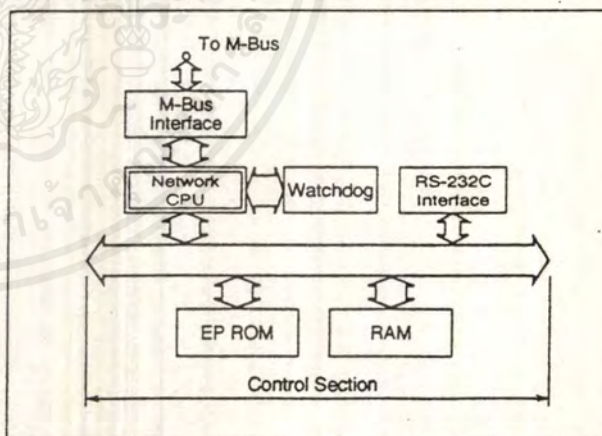 To M-Bus
M-Bus
Interface
Network
CPU
Watchdog
RS-232C
Interface
EP ROM
RAM
Control Section